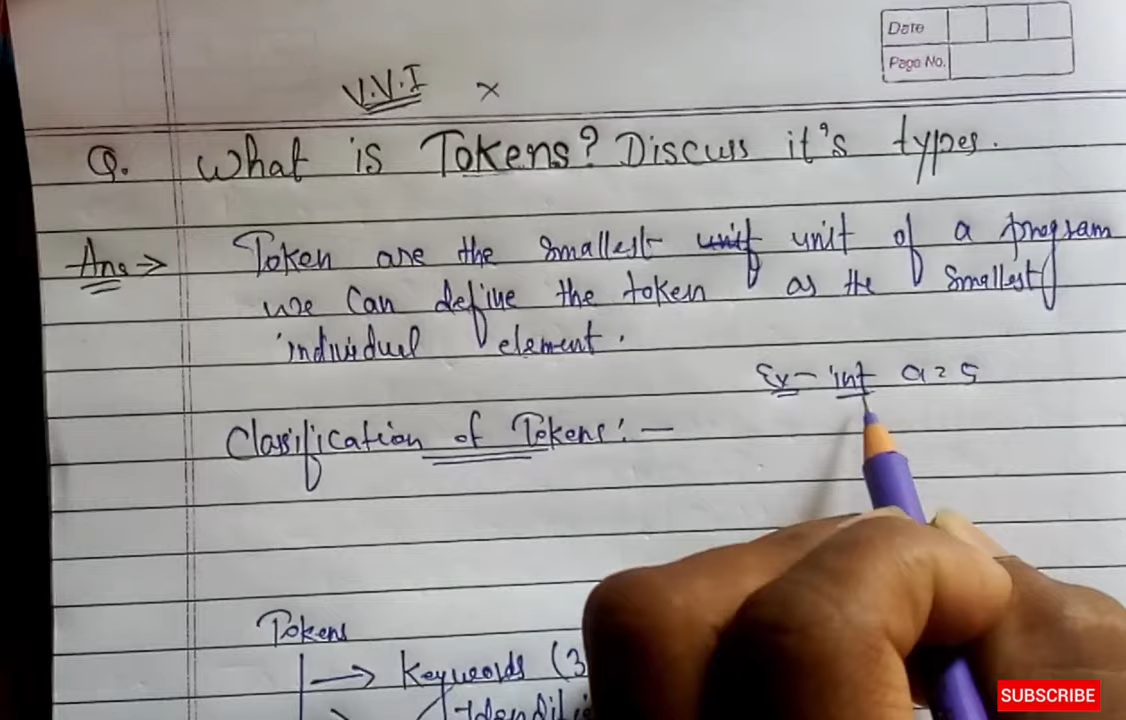 Date
Page No.
V.V.I x
Q. What is Tokens? Discuss it's types.
Ans → Token are the smallest unit unit of a program
we can define the token as the smallest
individual element.
Ex - int a = 5
Classification of Tokens: —
Tokens
→ Keywords (3
SUBSCRIBE